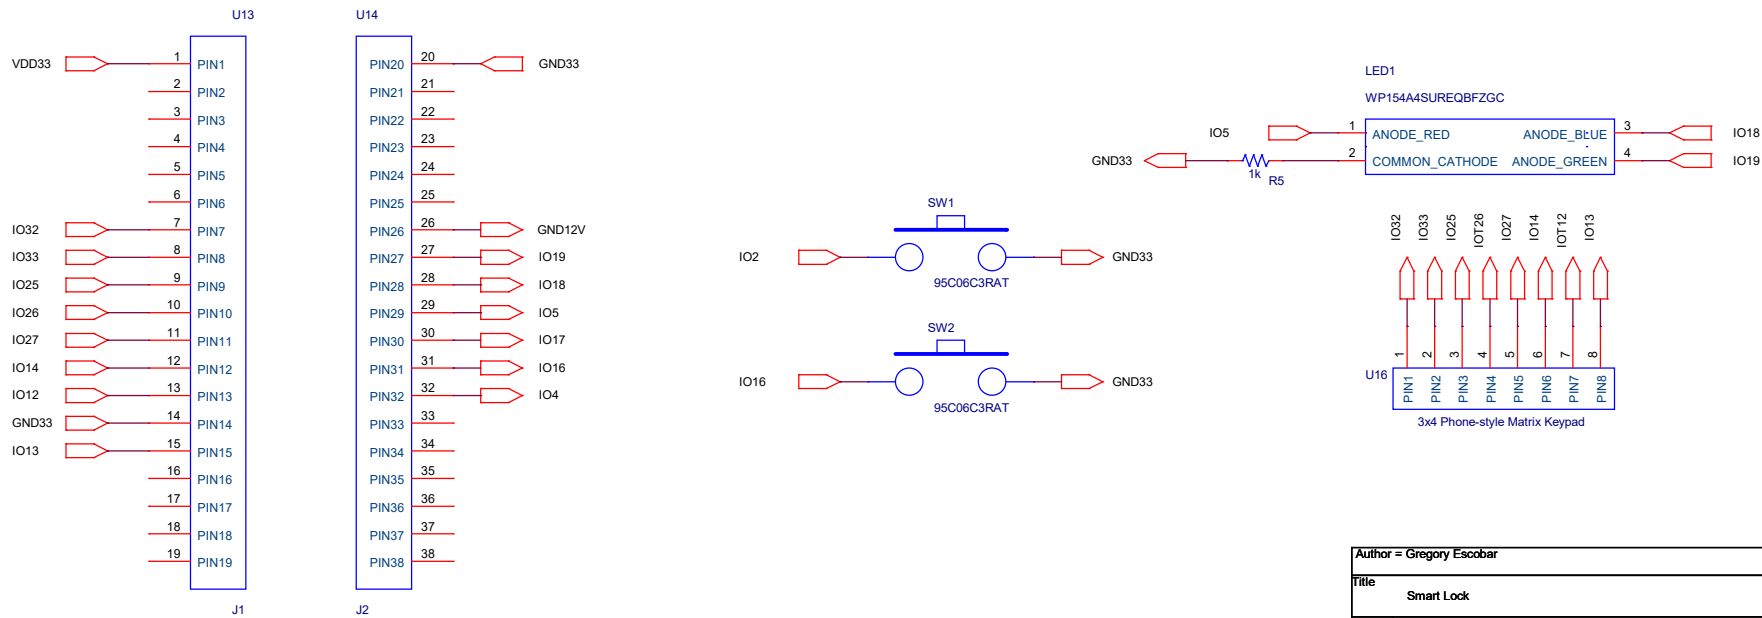 U13
VDD33 1 PIN1
2 PIN2
3 PIN3
4 PIN4
5 PIN5
6 PIN6
IO32 7 PIN7
IO33 8 PIN8
IO25 9 PIN9
IO26 10 PIN10
IO27 11 PIN11
IO14 12 PIN12
IO12 13 PIN13
GND33 14 PIN14
IO13 15 PIN15
16 PIN16
17 PIN17
18 PIN18
19 PIN19
J1
U14
PIN20 20 GND33
PIN21 21
PIN22 22
PIN23 23
PIN24 24
PIN25 25
PIN26 26 GND12V
PIN27 27 IO19
PIN28 28 IO18
PIN29 29 IO5
PIN30 30 IO17
PIN31 31 IO16
PIN32 32 IO4
PIN33 33
PIN34 34
PIN35 35
PIN36 36
PIN37 37
PIN38 38
J2
SW1
IO2 GND33
95C06C3RAT
SW2
IO16 GND33
95C06C3RAT
LED1
WP154A4SUREQBFZGC
IO5 1 ANODE_RED ANODE_BLUE 3 IO18
GND33 1k R5 2 COMMON_CATHODE ANODE_GREEN 4 IO19
IO32 IO33 IO25 IOT26 IO27 IO14 IOT12 IO13
1 2 3 4 5 6 7 8
U16 PIN1 PIN2 PIN3 PIN4 PIN5 PIN6 PIN7 PIN8
3x4 Phone-style Matrix Keypad
Author = Gregory Escobar
Title
Smart Lock